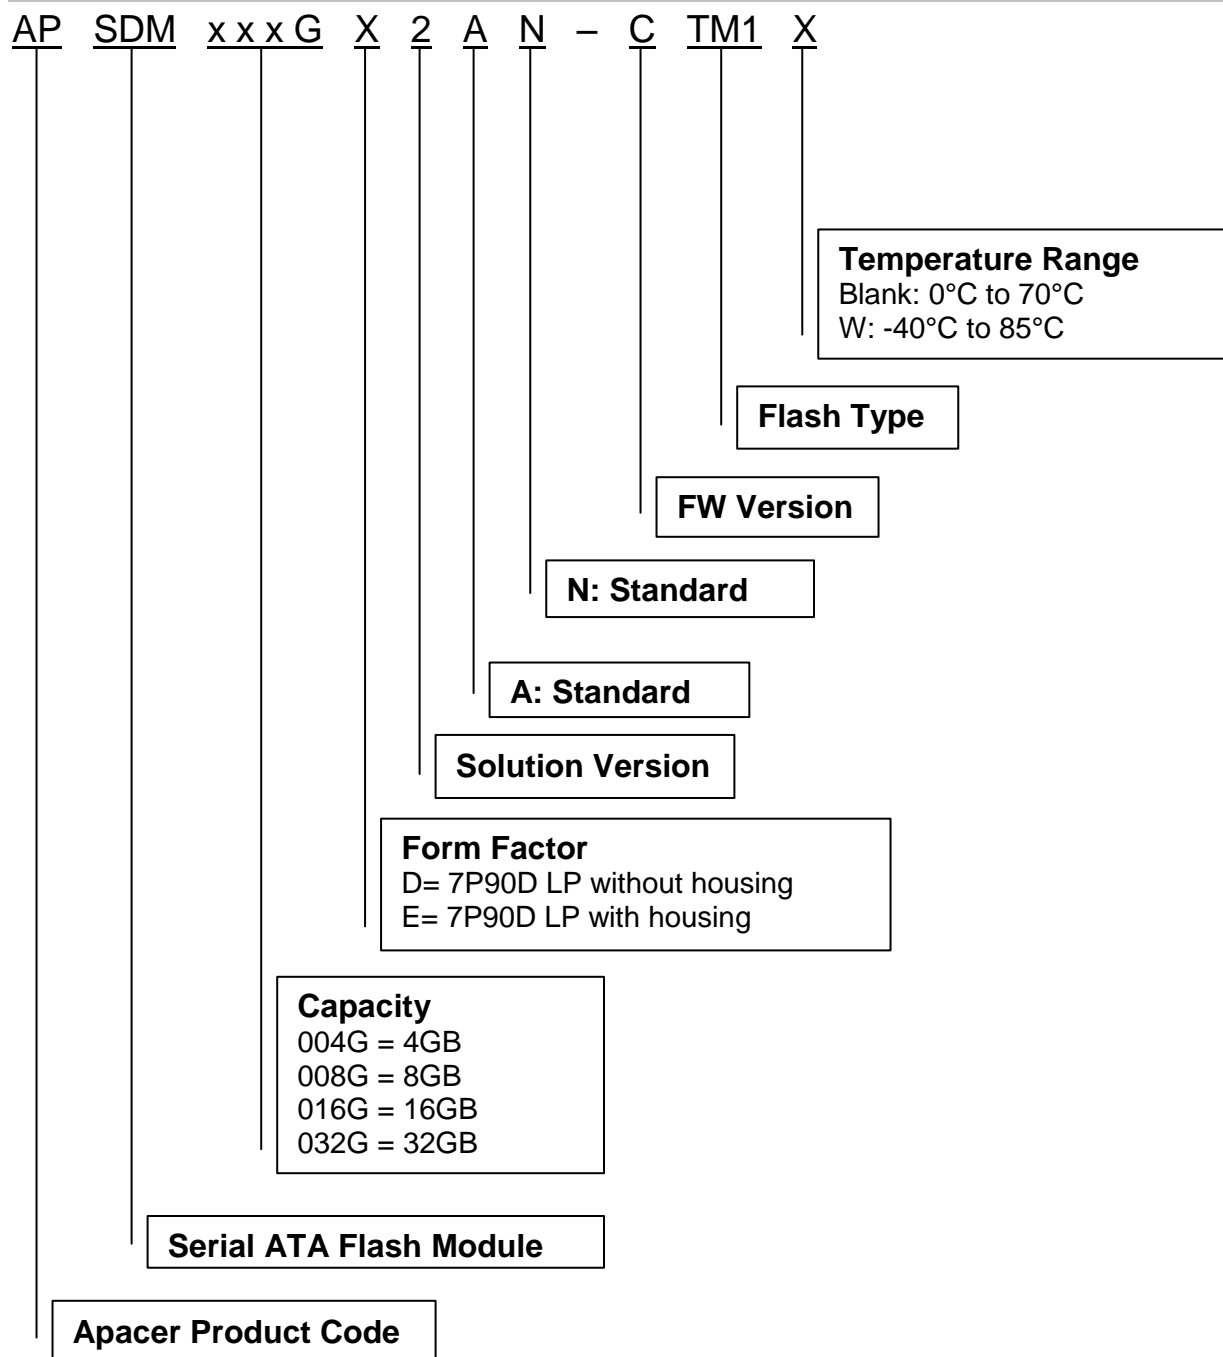 AP SDM x x x G X 2 A N – C TM1 X
Temperature Range
Blank: 0°C to 70°C
W: -40°C to 85°C
Flash Type
FW Version
N: Standard
A: Standard
Solution Version
Form Factor
D= 7P90D LP without housing
E= 7P90D LP with housing
Capacity
004G = 4GB
008G = 8GB
016G = 16GB
032G = 32GB
Serial ATA Flash Module
Apacer Product Code